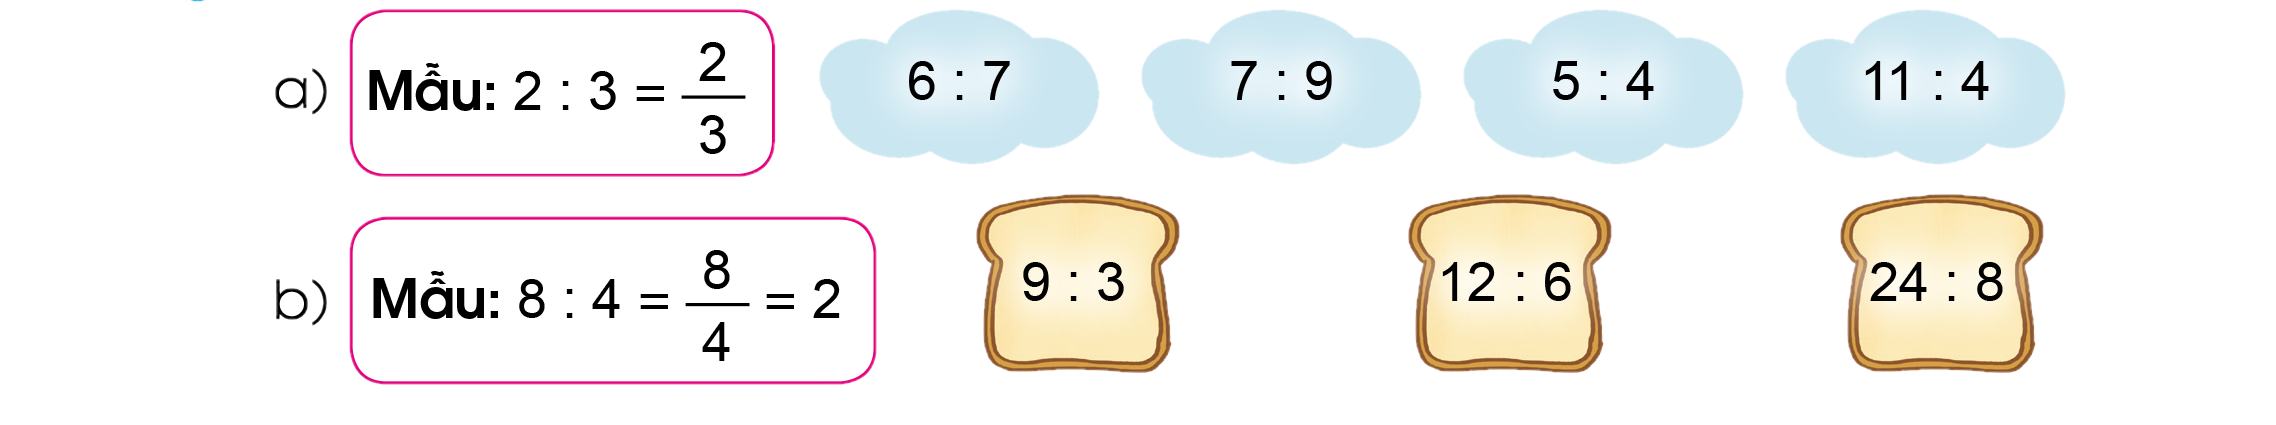 a) Mẫu: 2 : 3 = 2/3 6 : 7 7 : 9 5 : 4 11 : 4
b) Mẫu: 8 : 4 = 8/4 = 2 9 : 3 12 : 6 24 : 8